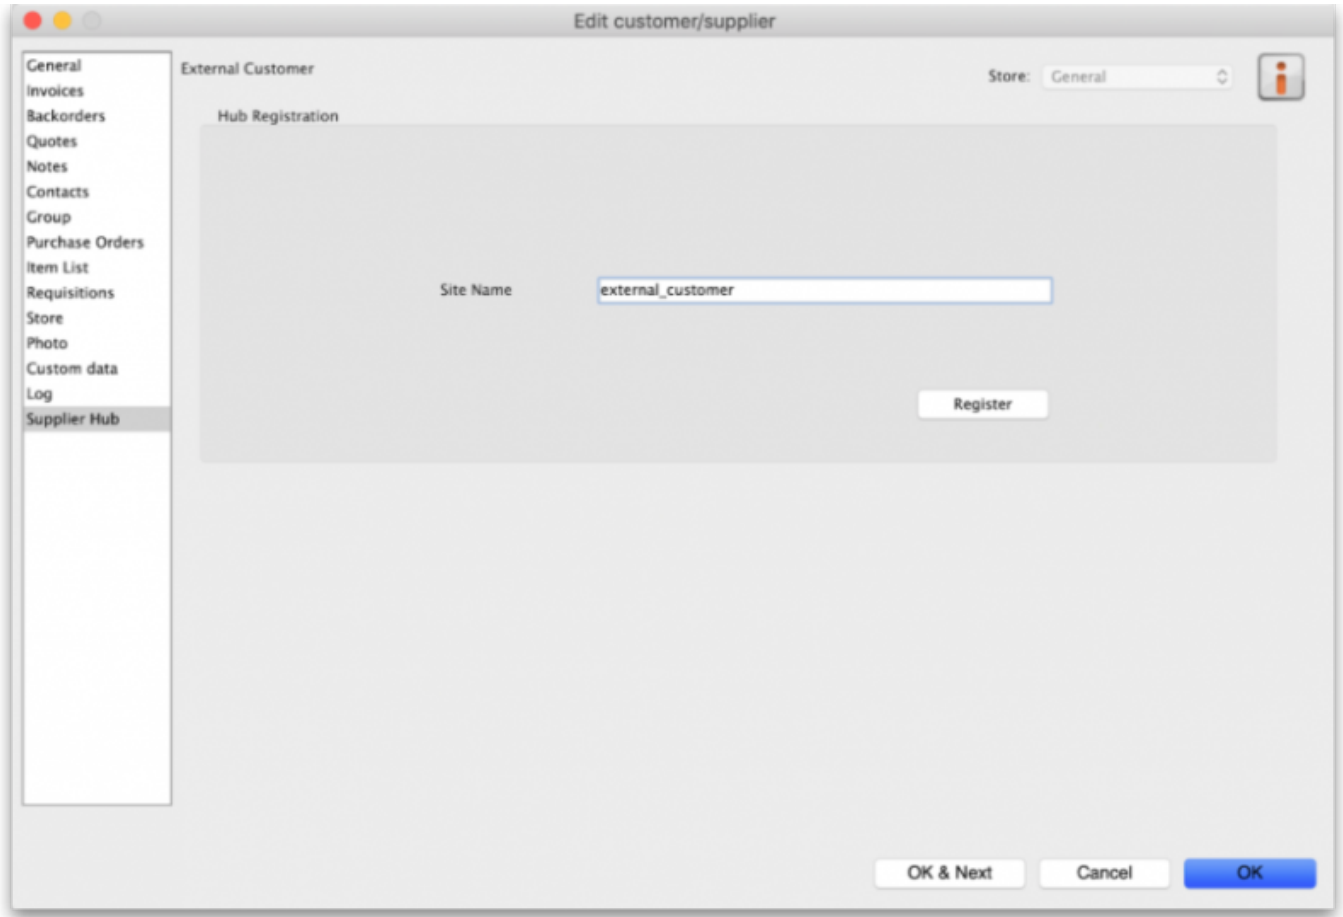 Edit customer/supplier
General
Invoices
Backorders
Quotes
Notes
Contacts
Group
Purchase Orders
Item List
Requisitions
Store
Photo
Custom data
Log
Supplier Hub
External Customer
Store: General
Hub Registration
Site Name external_customer
Register
OK & Next Cancel OK